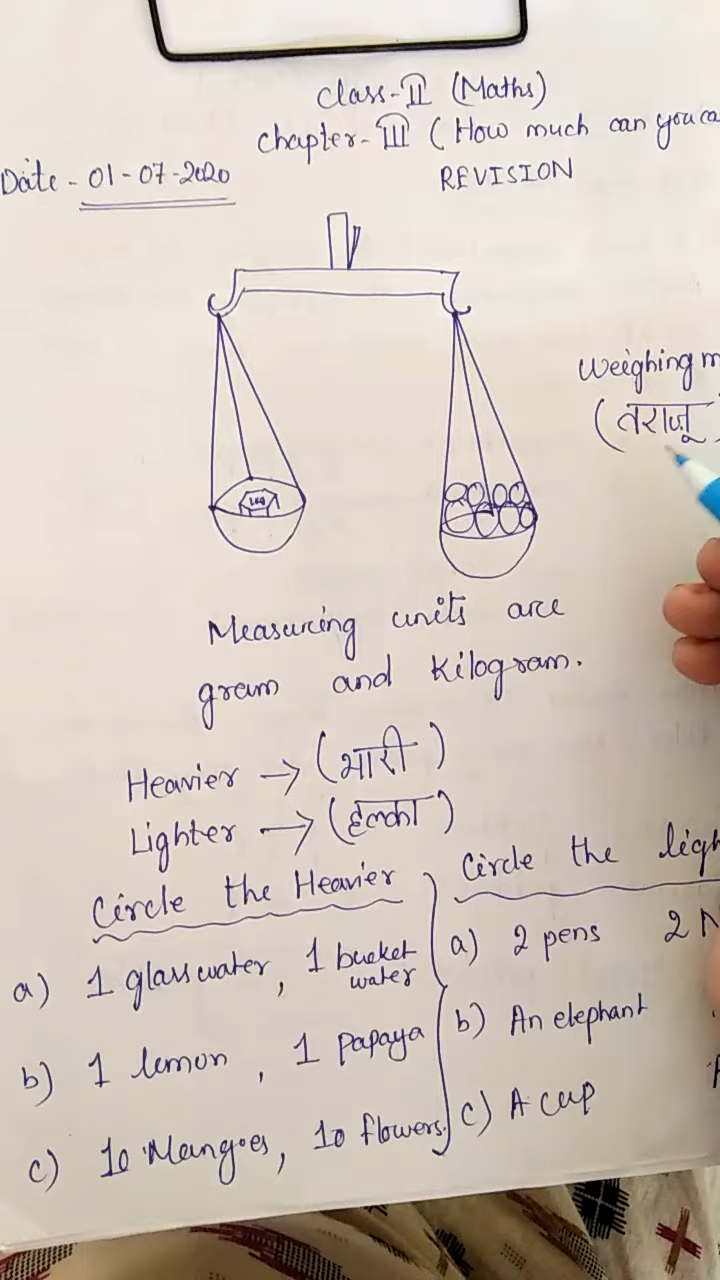 Class-II (Maths)
Chapter-III (How much can you ca
Date - 01-07-2020
REVISION
Weighing m
(तराजू)
1kg
Measuring units are
gram and kilogram.
Heavier → (भारी)
Lighter → (हल्का)
Circle the Heavier
a) 1 glass water, 1 bucket water
b) 1 lemon, 1 papaya
c) 10 Mangoes, 10 flowers.
Circle the ligh
a) 2 pens 2 N
b) An elephant
c) A cup